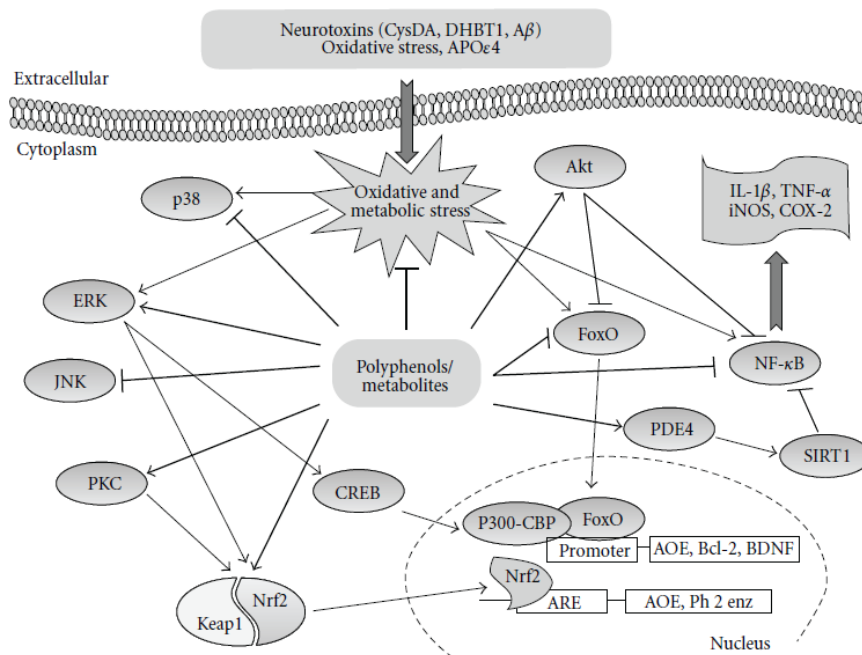 Neurotoxins (CysDA, DHBT1, Aβ)
Oxidative stress, APOε4
Extracellular
Cytoplasm
p38
Oxidative and
metabolic stress
Akt
IL-1β, TNF-α
iNOS, COX-2
ERK
FoxO
NF-κB
JNK
Polyphenols/
metabolites
PDE4
SIRT1
PKC
CREB
P300-CBP
FoxO
Promoter
AOE, Bcl-2, BDNF
Nrf2
ARE
AOE, Ph 2 enz
Keap1
Nrf2
Nucleus